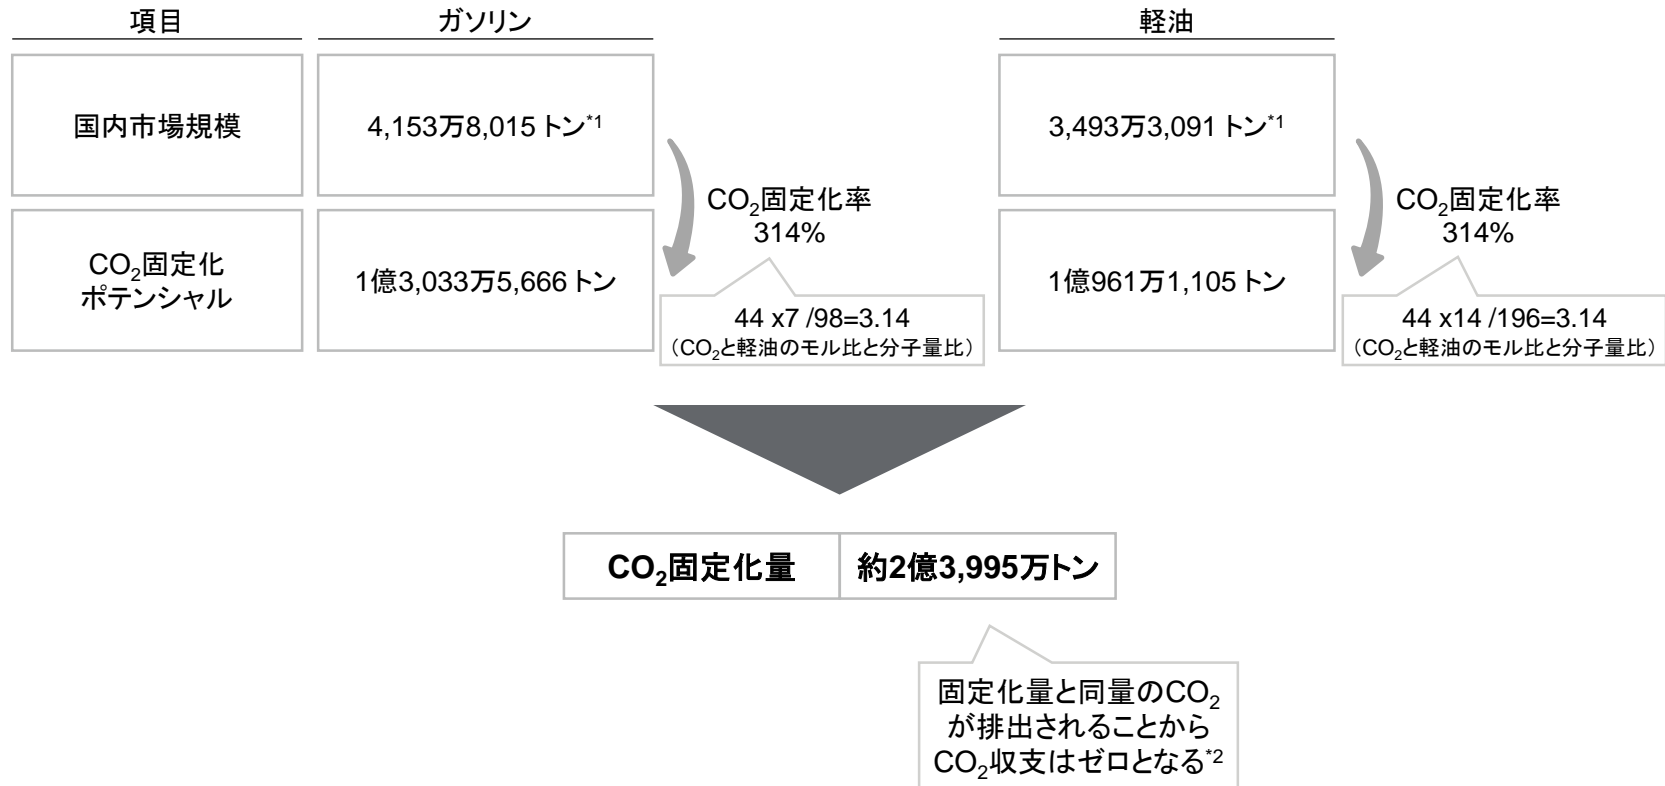 項目
ガソリン
軽油
国内市場規模
4,153万8,015 トン*1
3,493万3,091 トン*1
CO2固定化率
314%
CO2固定化率
314%
CO2固定化
ポテンシャル
1億3,033万5,666 トン
1億961万1,105 トン
44 x7 /98=3.14
（CO2と軽油のモル比と分子量比）
44 x14 /196=3.14
（CO2と軽油のモル比と分子量比）
CO2固定化量
約2億3,995万トン
固定化量と同量のCO2
が排出されることから
CO2収支はゼロとなる*2